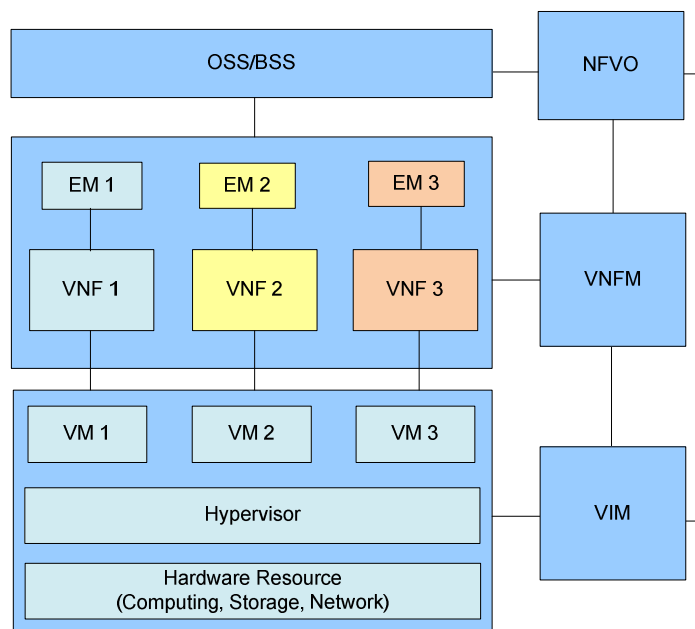 OSS/BSS
NFVO
EM 1
EM 2
EM 3
VNF 1
VNF 2
VNF 3
VNFM
VM 1
VM 2
VM 3
Hypervisor
VIM
Hardware Resource
(Computing, Storage, Network)